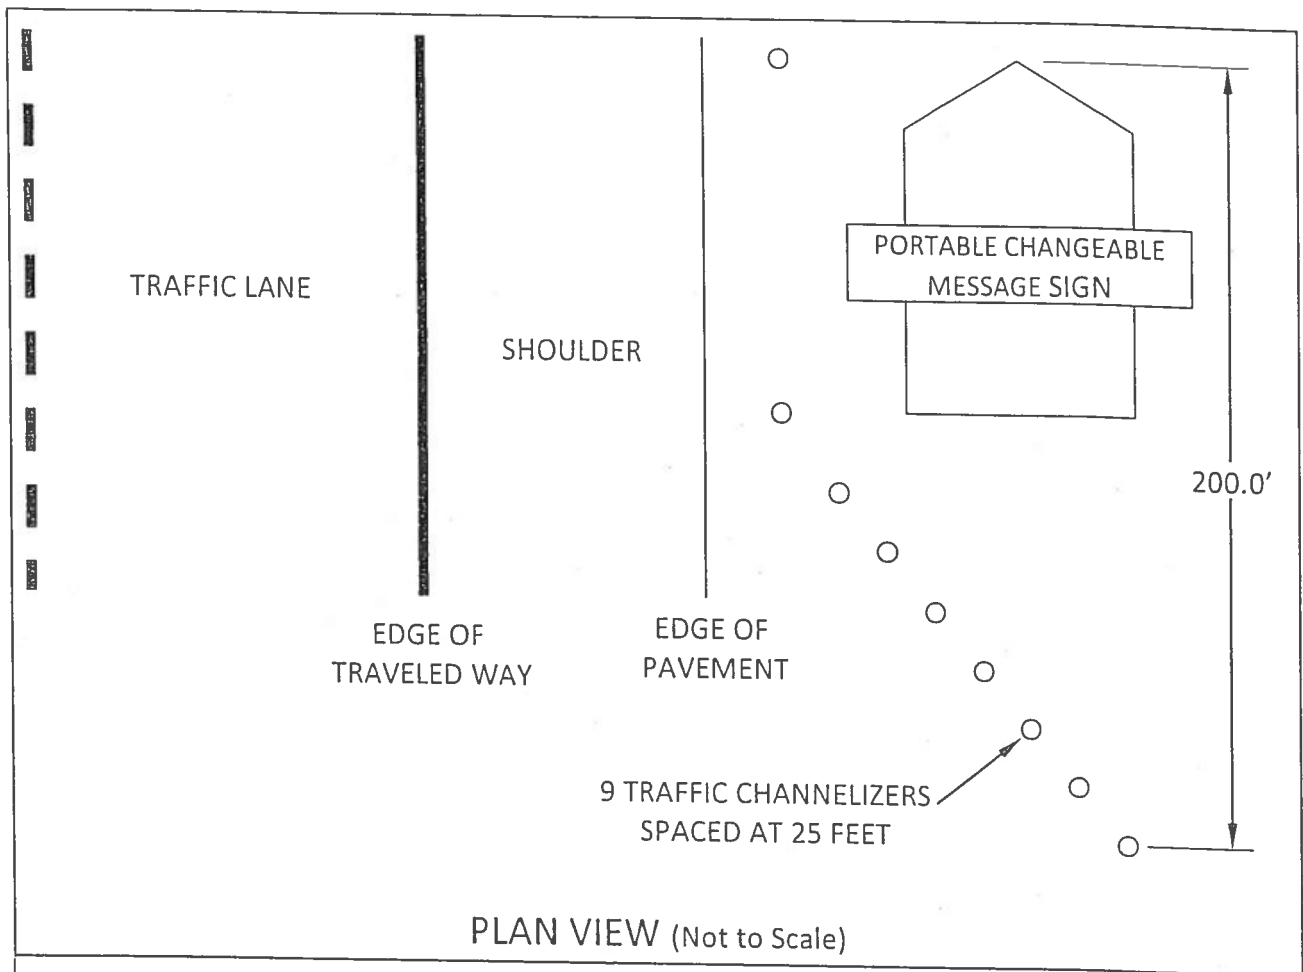 PORTABLE CHANGEABLE
MESSAGE SIGN
TRAFFIC LANE
SHOULDER
200.0'
EDGE OF
TRAVELED WAY
EDGE OF
PAVEMENT
9 TRAFFIC CHANNELIZERS
SPACED AT 25 FEET
PLAN VIEW (Not to Scale)